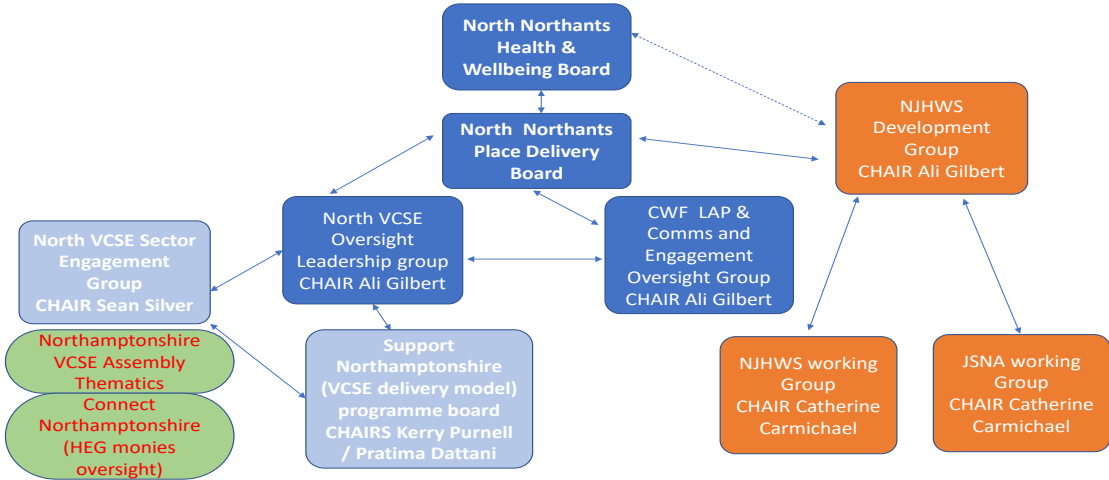 North Northants
Health &
Wellbeing Board
NJHWS
Development
Group
CHAIR Ali Gilbert
North  Northants
Place Delivery
Board
North VCSE
Oversight
Leadership group
CHAIR Ali Gilbert
CWF  LAP &
Comms and
Engagement
Oversight Group
CHAIR Ali Gilbert
North VCSE Sector
Engagement
Group
CHAIR Sean Silver
Northamptonshire
VCSE Assembly
Thematics
Connect
Northamptonshire
(HEG monies
oversight)
Support
Northamptonshire
(VCSE delivery model)
programme board
CHAIRS Kerry Purnell
/ Pratima Dattani
NJHWS working
Group
CHAIR Catherine
Carmichael
JSNA working
Group
CHAIR Catherine
Carmichael